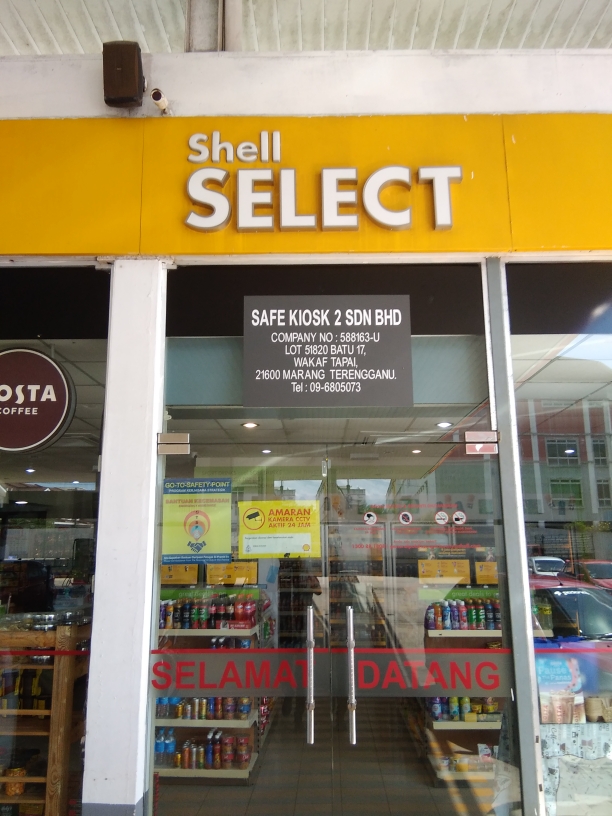 Shell
SELECT
SAFE KIOSK 2 SDN BHD
COMPANY NO : 588163-U
LOT 51820 BATU 17,
WAKAF TAPAI,
21600 MARANG TERENGGANU.
Tel : 09-6805073
COSTA
COFFEE
GO-TO-SAFETY-POINT
AMARAN
KAMERA CCTV
AKTIF 24 JAM
SELAMAT DATANG